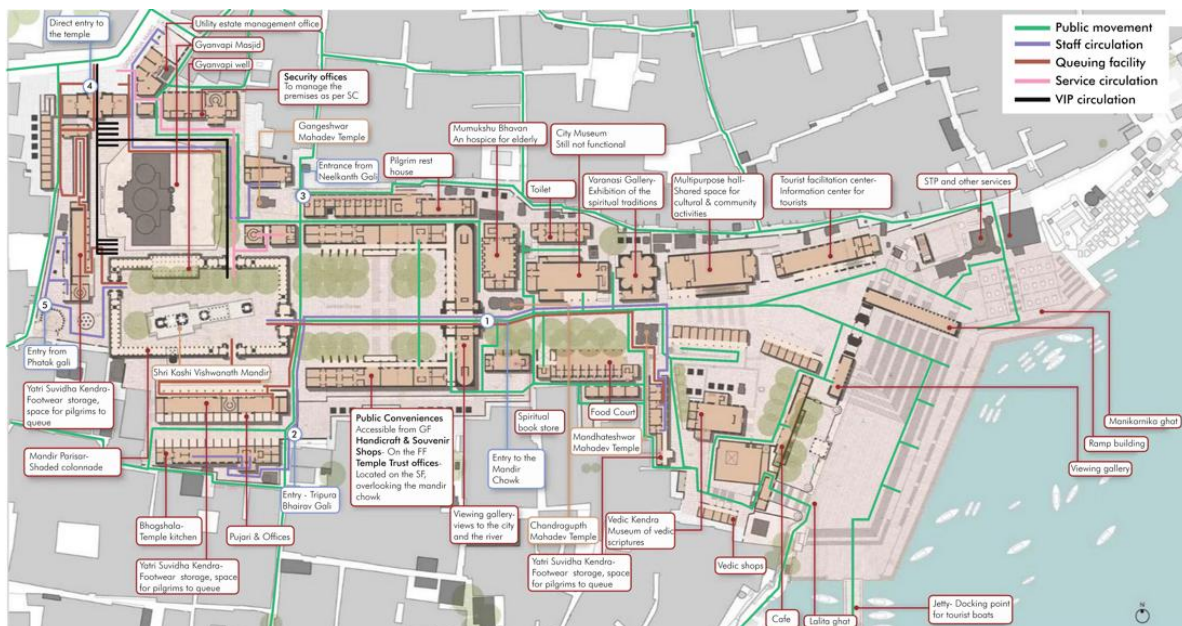 Direct entry to
the temple
Utility estate management office
Gyanvapi Masjid
Gyanvapi well
Security offices
To manage the
premises as per SC
Gangeshwar
Mahadev Temple
Entrance from
Neelkanth Gali
Pilgrim rest
house
Mumukshu Bhavan
An hospice for elderly
Toilet
City Museum
Still not functional
Varanasi Gallery-
Exhibition of the
spiritual traditions
Multipurpose hall-
Shared space for
cultural & community
activities
Tourist facilitation center-
Information center for
tourists
STP and other services
Public movement
Staff circulation
Queuing facility
Service circulation
VIP circulation
4
3
5
1
2
Entry from
Phatak gali
Shri Kashi Vishwanath Mandir
Yatri Suvidha Kendra-
Footwear storage,
space for pilgrims to
queue
Mandir Parisar-
Shaded colonnade
Bhogshala-
Temple kitchen
Pujari & Offices
Yatri Suvidha Kendra-
Footwear storage, space
for pilgrims to queue
Entry - Tripura
Bhairav Gali
Public Conveniences
Accessible from GF
Handicraft & Souvenir
Shops- On the FF
Temple Trust offices-
Located on the SF,
overlooking the mandir
chowk
Viewing gallery-
views to the city
and the river
Entry to the
Mandir
Chowk
Spiritual
book store
Food Court
Mandhateshwar
Mahadev Temple
Chandragupth
Mahadev Temple
Yatri Suvidha Kendra-
Footwear storage, space
for pilgrims to queue
Vedic Kendra
Museum of vedic
scriptures
Vedic shops
Cafe
Lalita ghat
Jetty- Docking point
for tourist boats
Manikarnika ghat
Ramp building
Viewing gallery
N